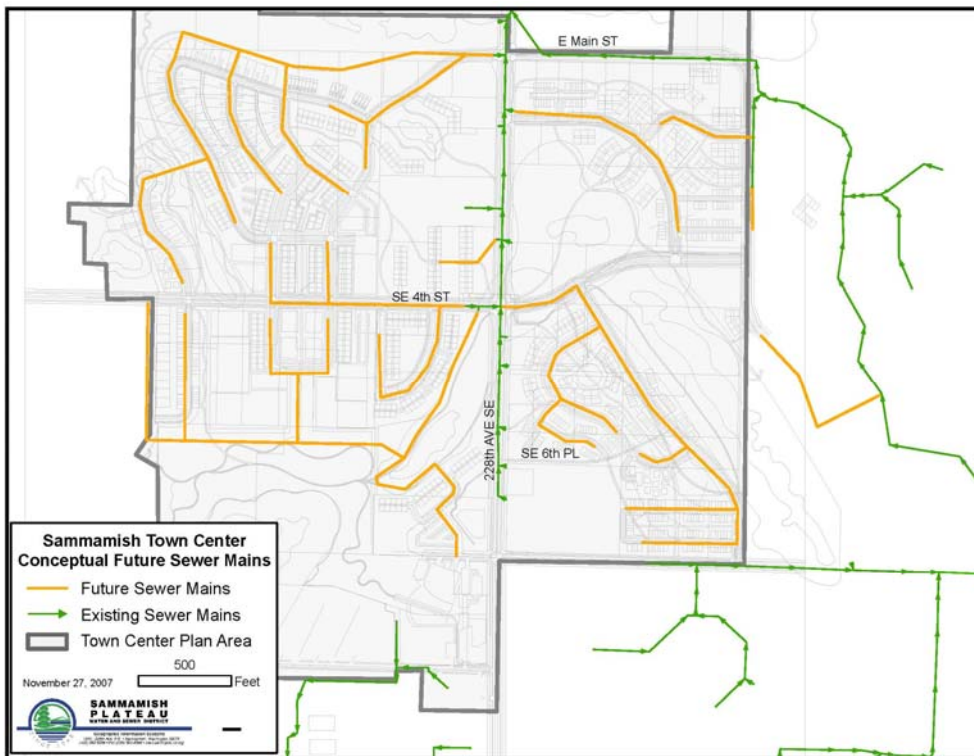 E Main ST
SE 4th ST
228th AVE SE
SE 6th PL
Sammamish Town Center
Conceptual Future Sewer Mains
Future Sewer Mains
Existing Sewer Mains
Town Center Plan Area
500
Feet
November 27, 2007
SAMMAMISH
PLATEAU
WATER AND SEWER DISTRICT